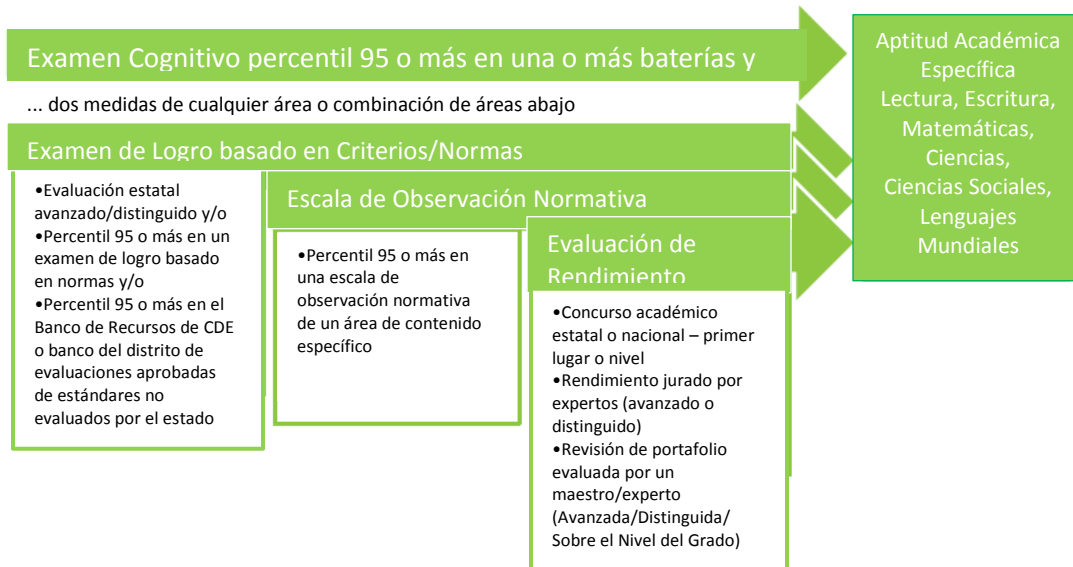 Examen Cognitivo percentil 95 o más en una o más baterías y
... dos medidas de cualquier área o combinación de áreas abajo
Examen de Logro basado en Criterios/Normas
•Evaluación estatal
avanzado/distinguido y/o
•Percentil 95 o más en un
examen de logro basado
en normas y/o
•Percentil 95 o más en el
Banco de Recursos de CDE
o banco del distrito de
evaluaciones aprobadas
de estándares no
evaluados por el estado
Escala de Observación Normativa
•Percentil 95 o más en
una escala de
observación normativa
de un área de contenido
específico
Evaluación de
Rendimiento
•Concurso académico
estatal o nacional – primer
lugar o nivel
•Rendimiento jurado por
expertos (avanzado o
distinguido)
•Revisión de portafolio
evaluada por un
maestro/experto
(Avanzada/Distinguida/
Sobre el Nivel del Grado)
Aptitud Académica
Específica
Lectura, Escritura,
Matemáticas,
Ciencias,
Ciencias Sociales,
Lenguajes
Mundiales